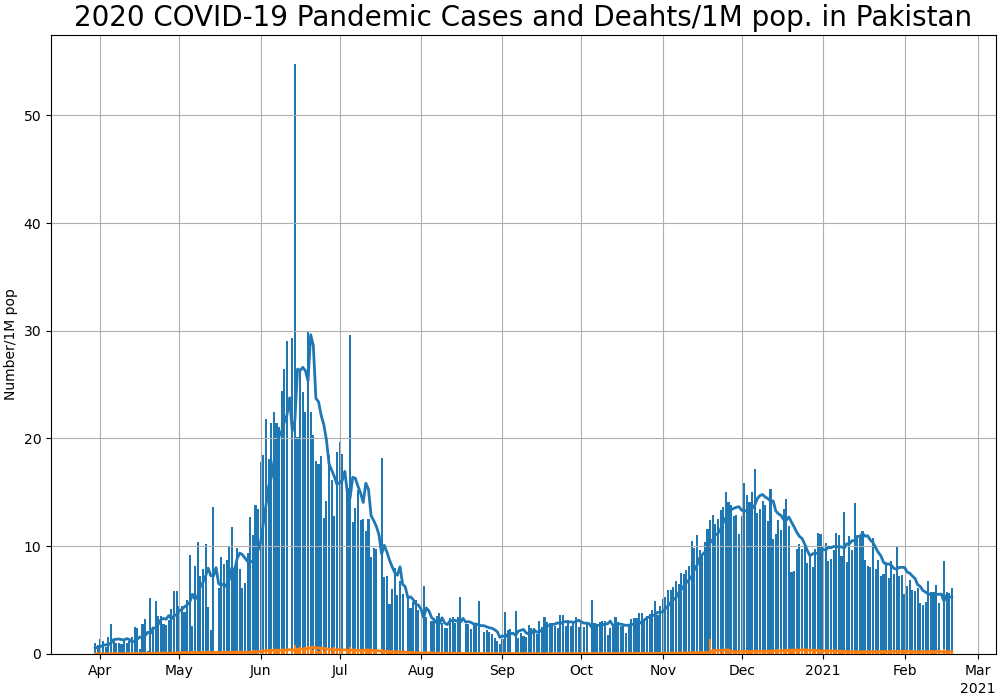 2020 COVID-19 Pandemic Cases and Deahts/1M pop. in Pakistan
Number/1M pop
50
40
30
20
10
0
Apr May Jun Jul Aug Sep Oct Nov Dec 2021 Feb Mar
2021